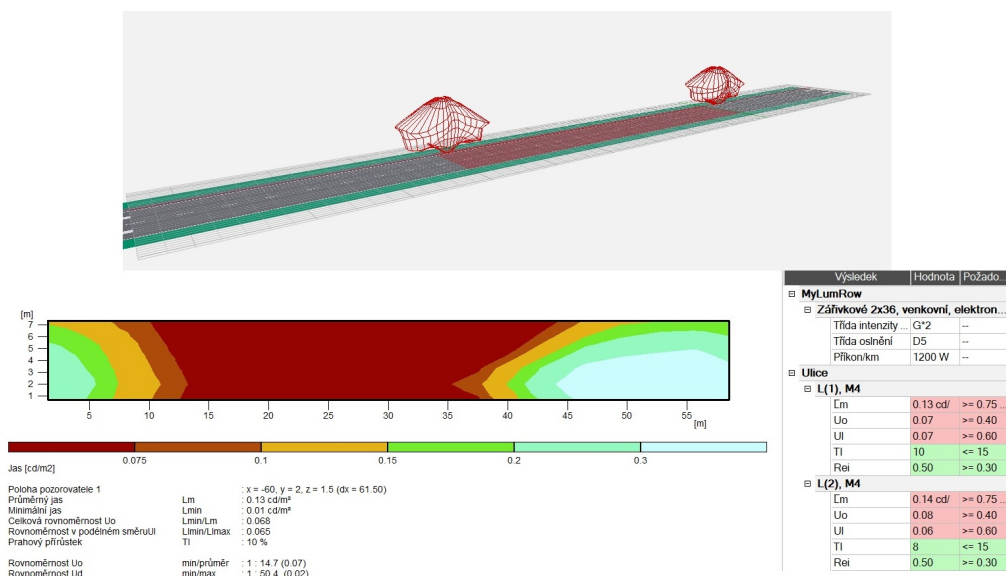 [m]
7
6
5
4
3
2
1
5 10 15 20 25 30 35 40 45 50 55
[m]
0.075 0.1 0.15 0.2 0.3
Jas [cd/m2]
Poloha pozorovatele 1 : x = -60, y = 2, z = 1.5 (dx = 61.50)
Průměrný jas Lm : 0.13 cd/m²
Minimální jas Lmin : 0.01 cd/m²
Celková rovnoměrnost Uo Lmin/Lm : 0.068
Rovnoměrnost v podélném směruUl Llmin/Llmax : 0.065
Prahový přírůstek TI : 10 %
Rovnoměrnost Uo min/průměr : 1 : 14.7 (0.07)
Rovnoměrnost Ud min/max : 1 : 50.4 (0.02)
Výsledek Hodnota Požado...
MyLumRow
Zářivkové 2x36, venkovní, elektron...
Třída intenzity ... G*2 --
Třída oslnění D5 --
Příkon/km 1200 W --
Ulice
L(1), M4
Lm 0.13 cd/ >= 0.75 ...
Uo 0.07 >= 0.40
Ul 0.07 >= 0.60
TI 10 <= 15
Rei 0.50 >= 0.30
L(2), M4
Lm 0.14 cd/ >= 0.75 ...
Uo 0.08 >= 0.40
Ul 0.06 >= 0.60
TI 8 <= 15
Rei 0.50 >= 0.30